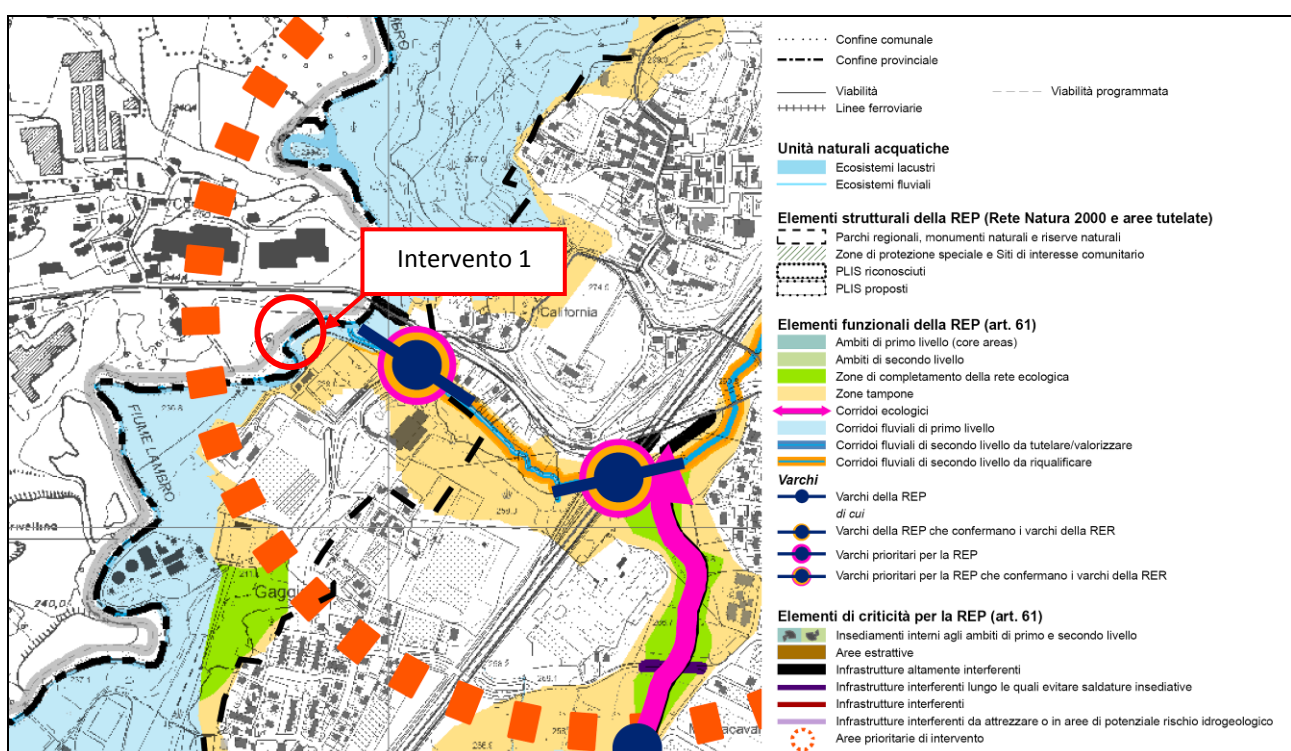 Intervento 1
California
FIUME LAMBRO
240,0
Confine comunale
Confine provinciale
Viabilità
Viabilità programmata
Linee ferroviarie
Unità naturali acquatiche
Ecosistemi lacustri
Ecosistemi fluviali
Elementi strutturali della REP (Rete Natura 2000 e aree tutelate)
Parchi regionali, monumenti naturali e riserve naturali
Zone di protezione speciale e Siti di interesse comunitario
PLIS riconosciuti
PLIS proposti
Elementi funzionali della REP (art. 61)
Ambiti di primo livello (core areas)
Ambiti di secondo livello
Zone di completamento della rete ecologica
Zone tampone
Corridoi ecologici
Corridoi fluviali di primo livello
Corridoi fluviali di secondo livello da tutelare/valorizzare
Corridoi fluviali di secondo livello da riqualificare
Varchi
Varchi della REP
di cui
Varchi della REP che confermano i varchi della RER
Varchi prioritari per la REP
Varchi prioritari per la REP che confermano i varchi della RER
Elementi di criticità per la REP (art. 61)
Insediamenti interni agli ambiti di primo e secondo livello
Aree estrattive
Infrastrutture altamente interferenti
Infrastrutture interferenti lungo le quali evitare saldature insediative
Infrastrutture interferenti
Infrastrutture interferenti da attrezzare o in aree di potenziale rischio idrogeologico
Aree prioritarie di intervento